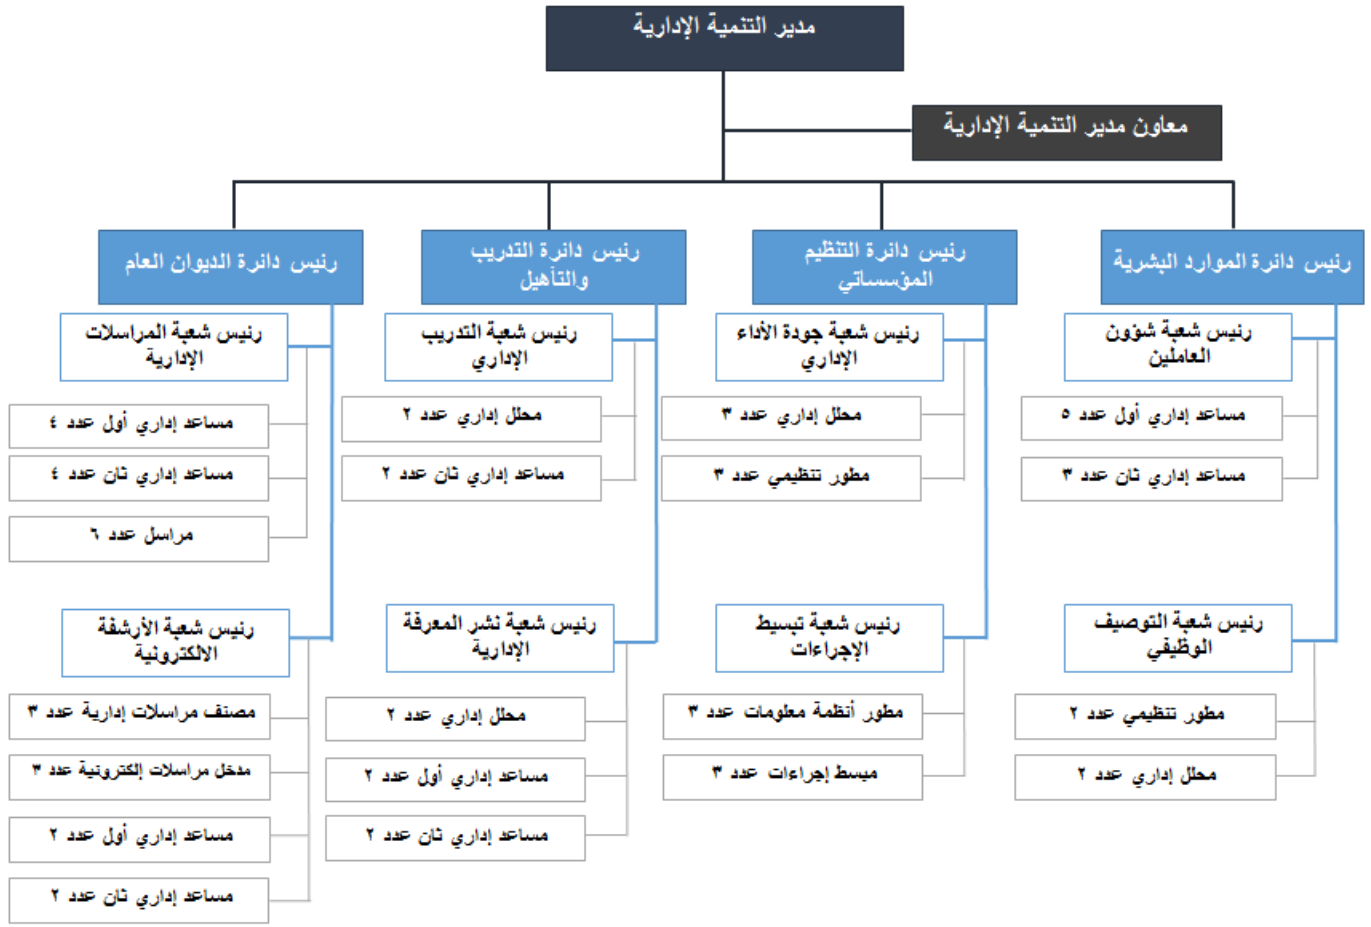 مدير التنمية الإدارية
معاون مدير التنمية الإدارية
رئيس دائرة الموارد البشرية
رئيس شعبة شؤون
العاملين
مساعد إداري أول عدد ٥
مساعد إداري ثان عدد ٣
رئيس شعبة التوصيف
الوظيفي
مطور تنظيمي عدد ٢
محلل إداري عدد ٢
رئيس دائرة التنظيم
المؤسساتي
رئيس شعبة جودة الأداء
الإداري
محلل إداري عدد ٣
مطور تنظيمي عدد ٣
رئيس شعبة تبسيط
الإجراءات
مطور أنظمة معلومات عدد ٣
مبسط إجراءات عدد ٣
رئيس دائرة التدريب
والتأهيل
رئيس شعبة التدريب
الإداري
محلل إداري عدد ٢
مساعد إداري ثان عدد ٢
رئيس شعبة نشر المعرفة
الإدارية
محلل إداري عدد ٢
مساعد إداري أول عدد ٢
مساعد إداري ثان عدد ٢
رئيس دائرة الديوان العام
رئيس شعبة المراسلات
الإدارية
مساعد إداري أول عدد ٤
مساعد إداري ثان عدد ٤
مراسل عدد ٦
رئيس شعبة الأرشفة
الالكترونية
مصنف مراسلات إدارية عدد ٣
مدخل مراسلات إلكترونية عدد ٣
مساعد إداري أول عدد ٢
مساعد إداري ثان عدد ٢